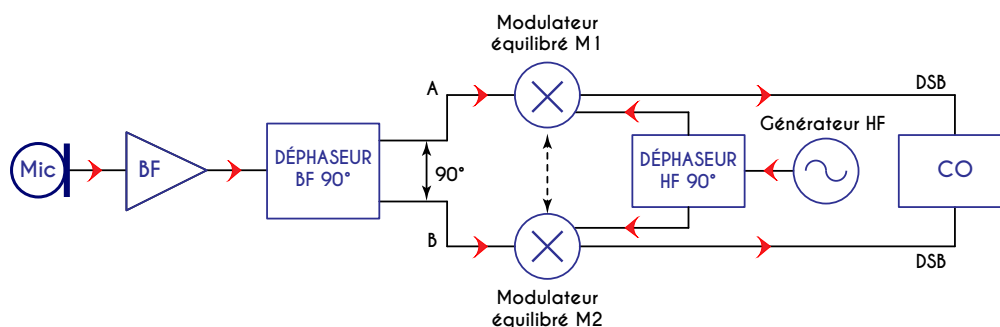 Modulateur
équilibré M1
A
DSB
Générateur HF
Mic
BF
DÉPHASEUR
BF 90°
90°
DÉPHASEUR
HF 90°
CO
B
DSB
Modulateur
équilibré M2